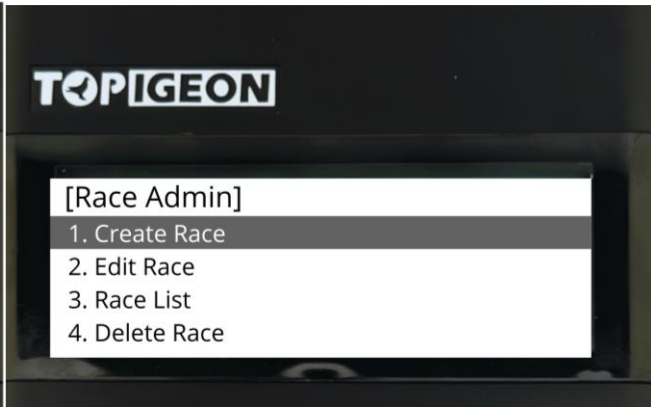 TOPIGEON
[Race Admin]
1. Create Race
2. Edit Race
3. Race List
4. Delete Race